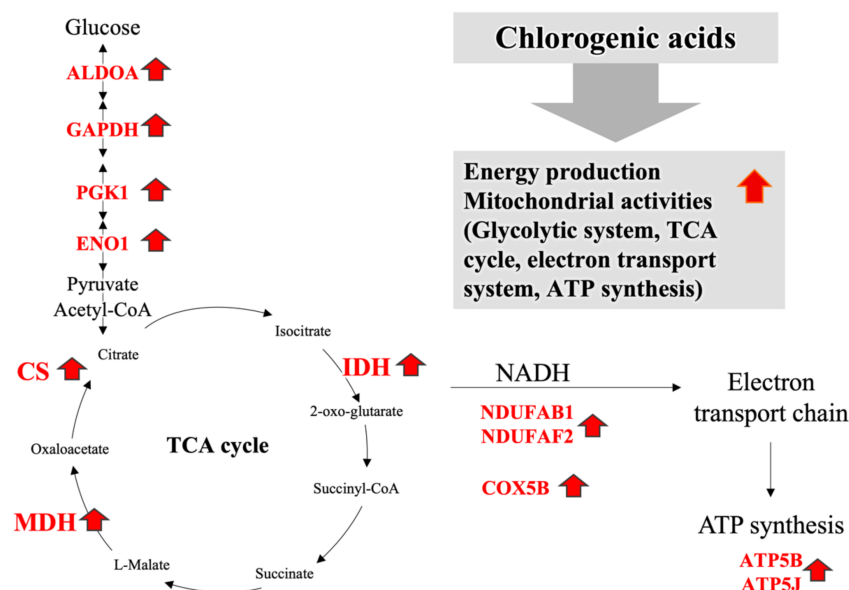 Glucose
ALDOA
GAPDH
PGK1
ENO1
Pyruvate
Acetyl-CoA
Citrate
Isocitrate
CS
IDH
2-oxo-glutarate
Oxaloacetate
TCA cycle
Succinyl-CoA
MDH
L-Malate
Succinate
Chlorogenic acids
Energy production
Mitochondrial activities
(Glycolytic system, TCA
cycle, electron transport
system, ATP synthesis)
NADH
NDUFAB1
NDUFAF2
COX5B
Electron
transport chain
ATP synthesis
ATP5B
ATP5J